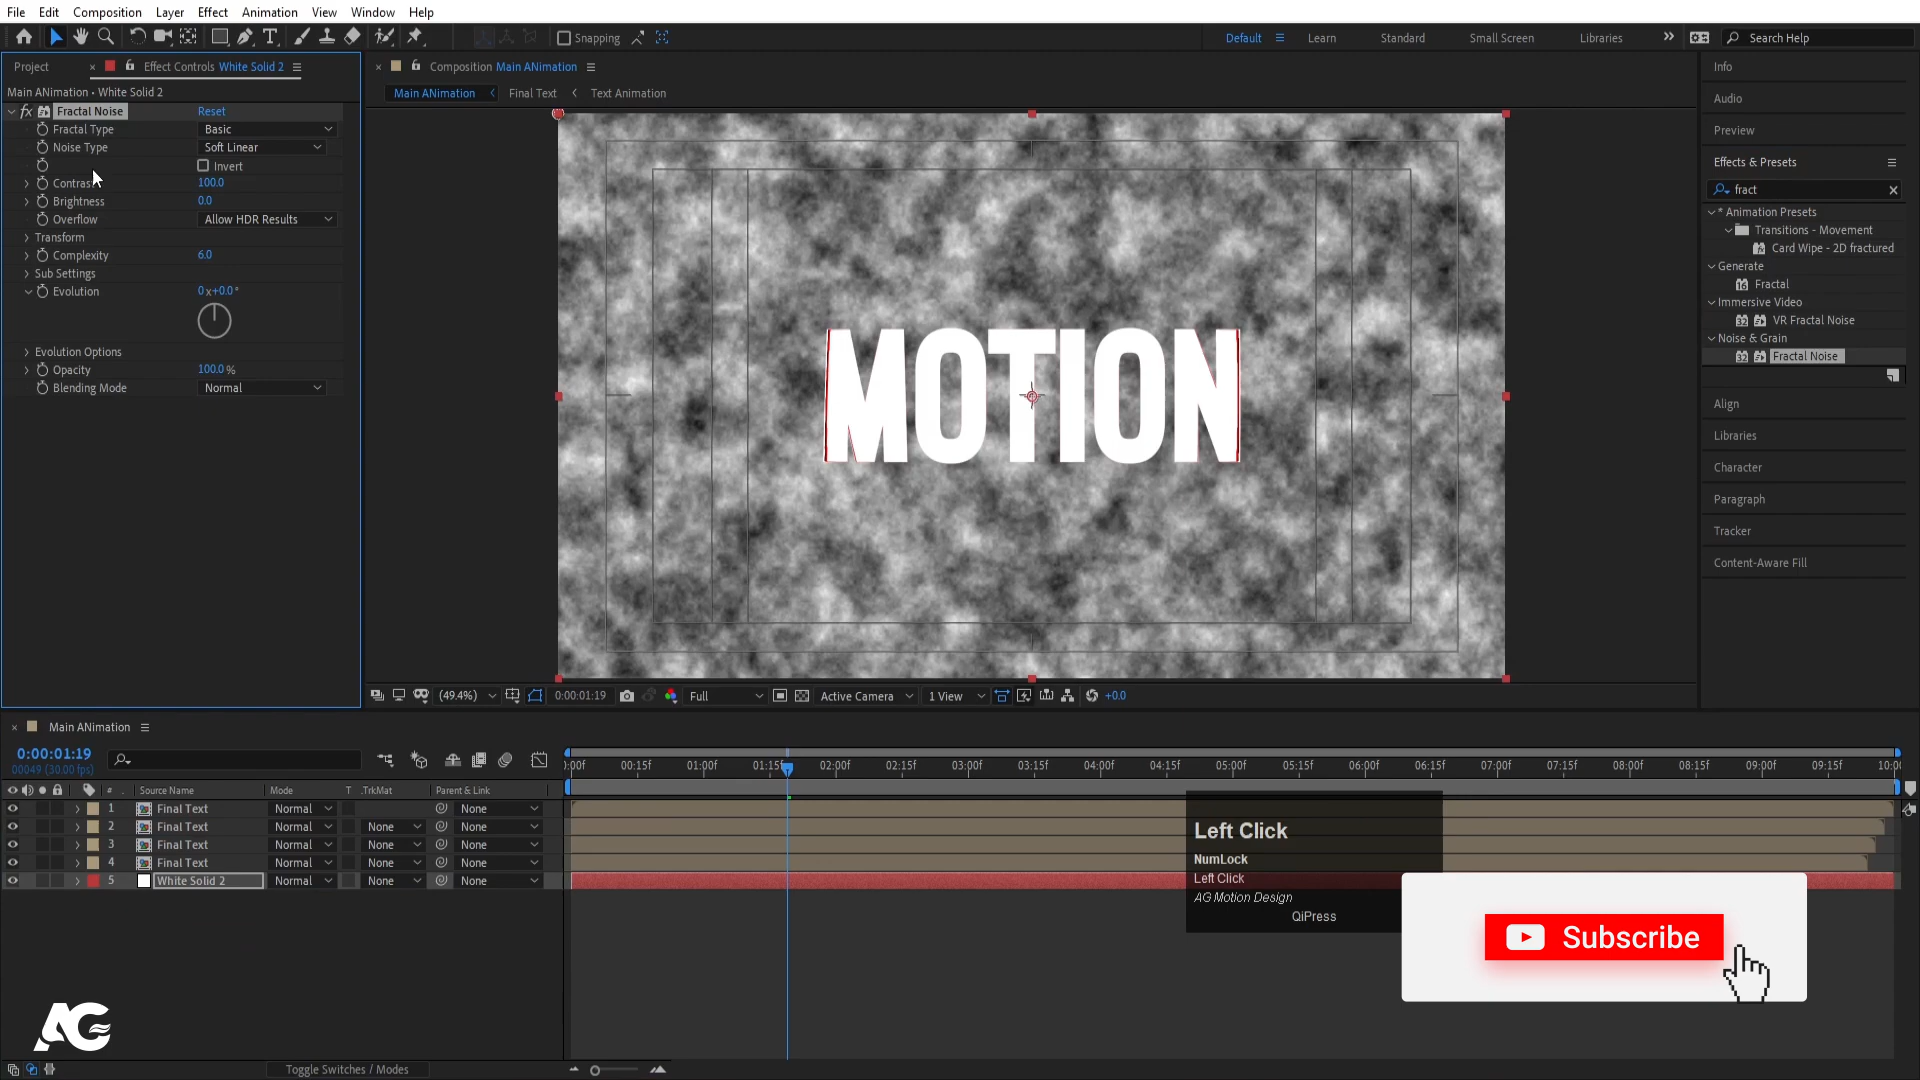 File Edit Composition Layer Effect Animation View Window Help
Snapping
Default Learn Standard Small Screen Libraries Search Help
Project Effect Controls White Solid 2
Main ANimation • White Solid 2
fx Fractal Noise Reset
Fractal Type Basic
Noise Type Soft Linear
Invert
Contrast 100.0
Brightness 0.0
Overflow Allow HDR Results
Transform
Complexity 6.0
Sub Settings
Evolution 0x+0.0°
Evolution Options
Opacity 100.0 %
Blending Mode Normal
Composition Main ANimation
Main ANimation Final Text Text Animation
MOTION
(49.4%) 0:00:01:19 Full Active Camera 1 View +0.0
Info
Audio
Preview
Effects & Presets
fract
* Animation Presets
Transitions - Movement
Card Wipe - 2D fractured
Generate
Fractal
Immersive Video
VR Fractal Noise
Noise & Grain
Fractal Noise
Align
Libraries
Character
Paragraph
Tracker
Content-Aware Fill
Main ANimation
0:00:01:19
00049 (30.00 fps)
:00f 00:15f 01:00f 01:15f 02:00f 02:15f 03:00f 03:15f 04:00f 04:15f 05:00f 05:15f 06:00f 06:15f 07:00f 07:15f 08:00f 08:15f 09:00f 09:15f 10:00
# Source Name Mode T .TrkMat Parent & Link
1 Final Text Normal None
2 Final Text Normal None None
3 Final Text Normal None None
4 Final Text Normal None None
5 White Solid 2 Normal None None
Left Click
NumLock
Left Click
AG Motion Design
QiPress
Subscribe
AG
Toggle Switches / Modes